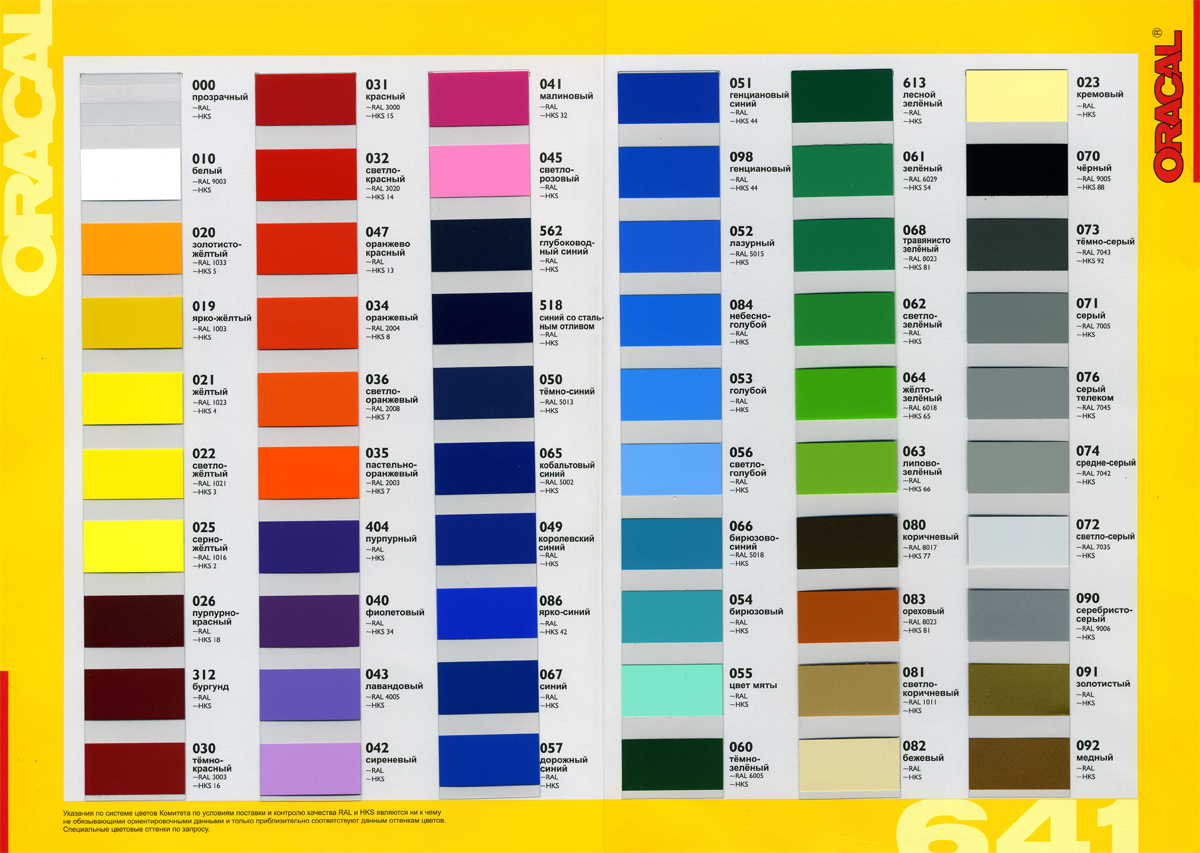 ORACAL
ORACAL®
000
прозрачный
~RAL
~HKS
010
белый
~RAL 9003
~HKS
020
золотисто-
жёлтый
~RAL 1033
~HKS 5
019
ярко-жёлтый
~RAL 1003
~HKS
021
жёлтый
~RAL 1023
~HKS 4
022
светло-
жёлтый
~RAL 1021
~HKS 3
025
серно-
жёлтый
~RAL 1016
~HKS 2
026
пурпурно-
красный
~RAL
~HKS 18
312
бургунд
~RAL
~HKS
030
тёмно-
красный
~RAL 3003
~HKS 16
031
красный
~RAL 3000
~HKS 15
032
светло-
красный
~RAL 3020
~HKS 14
047
оранжево
красный
~RAL
~HKS 13
034
оранжевый
~RAL 2004
~HKS 8
036
светло-
оранжевый
~RAL 2008
~HKS 7
035
пастельно-
оранжевый
~RAL 2003
~HKS 7
404
пурпурный
~RAL
~HKS
040
фиолетовый
~RAL
~HKS 34
043
лавандовый
~RAL 4005
~HKS
042
сиреневый
~RAL
~HKS
041
малиновый
~RAL
~HKS 32
045
светло-
розовый
~RAL
~HKS
562
глубоковод-
ный синий
~RAL
~HKS
518
синий со сталь-
ным отливом
~RAL
~HKS
050
тёмно-синий
~RAL 5013
~HKS
065
кобальтовый
синий
~RAL 5002
~HKS
049
королевский
синий
~RAL
~HKS
086
ярко-синий
~RAL
~HKS 42
067
синий
~RAL
~HKS
057
дорожный
синий
~RAL
~HKS
051
генциановый
синий
~RAL
~HKS 44
098
генциановый
~RAL
~HKS 44
052
лазурный
~RAL 5015
~HKS
084
небесно-
голубой
~RAL
~HKS
053
голубой
~RAL
~HKS
056
светло-
голубой
~RAL
~HKS
066
бирюзово-
синий
~RAL 5018
~HKS
054
бирюзовый
~RAL
~HKS
055
цвет мяты
~RAL
~HKS
060
тёмно-
зелёный
~RAL 6005
~HKS
613
лесной
зелёный
~RAL
~HKS
061
зелёный
~RAL 6029
~HKS 54
068
травянисто
зелёный
~RAL 8023
~HKS 81
062
светло-
зелёный
~RAL
~HKS
064
жёлто-
зелёный
~RAL 6018
~HKS 65
063
липово-
зелёный
~RAL
~HKS 66
080
коричневый
~RAL 8017
~HKS 77
083
ореховый
~RAL 8023
~HKS 81
081
светло-
коричневый
~RAL 1011
~HKS
082
бежевый
~RAL
~HKS
023
кремовый
~RAL
~HKS
070
чёрный
~RAL 9005
~HKS 88
073
тёмно-серый
~RAL 7043
~HKS 92
071
серый
~RAL 7005
~HKS
076
серый
телеком
~RAL 7045
~HKS
074
средне-серый
~RAL 7042
~HKS
072
светло-серый
~RAL 7035
~HKS
090
серебристо-
серый
~RAL 9006
~HKS
091
золотистый
~RAL
~HKS
092
медный
~RAL
~HKS
Указания по системе цветов Комитета по условиям поставки и контролю качества RAL и HKS являются ни к чему
не обязывающими ориентировочными данными и только приблизительно соответствуют данным оттенкам цветов.
Специальные цветовые оттенки по запросу.
641